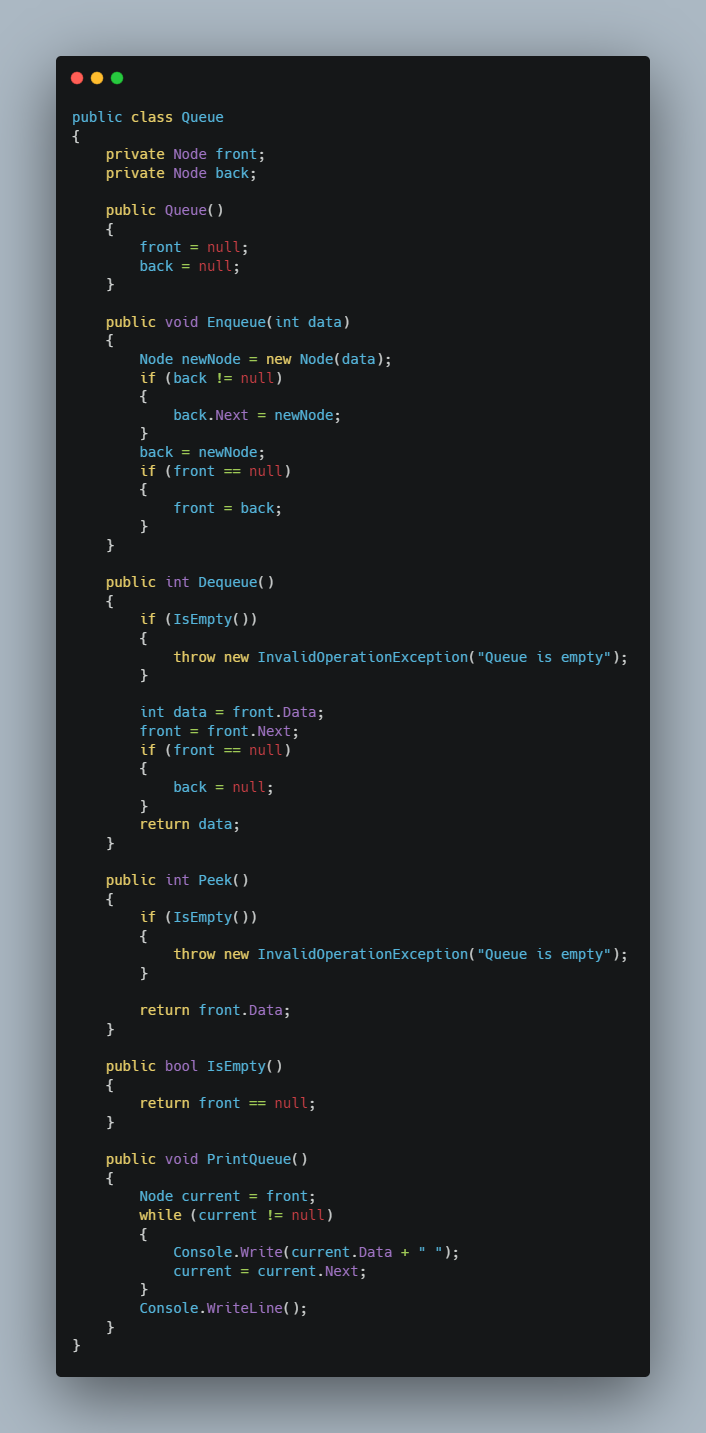 public class Queue
{
    private Node front;
    private Node back;

    public Queue()
    {
        front = null;
        back = null;
    }

    public void Enqueue(int data)
    {
        Node newNode = new Node(data);
        if (back != null)
        {
            back.Next = newNode;
        }
        back = newNode;
        if (front == null)
        {
            front = back;
        }
    }

    public int Dequeue()
    {
        if (IsEmpty())
        {
            throw new InvalidOperationException("Queue is empty");
        }

        int data = front.Data;
        front = front.Next;
        if (front == null)
        {
            back = null;
        }
        return data;
    }

    public int Peek()
    {
        if (IsEmpty())
        {
            throw new InvalidOperationException("Queue is empty");
        }

        return front.Data;
    }

    public bool IsEmpty()
    {
        return front == null;
    }

    public void PrintQueue()
    {
        Node current = front;
        while (current != null)
        {
            Console.Write(current.Data + " ");
            current = current.Next;
        }
        Console.WriteLine();
    }
}